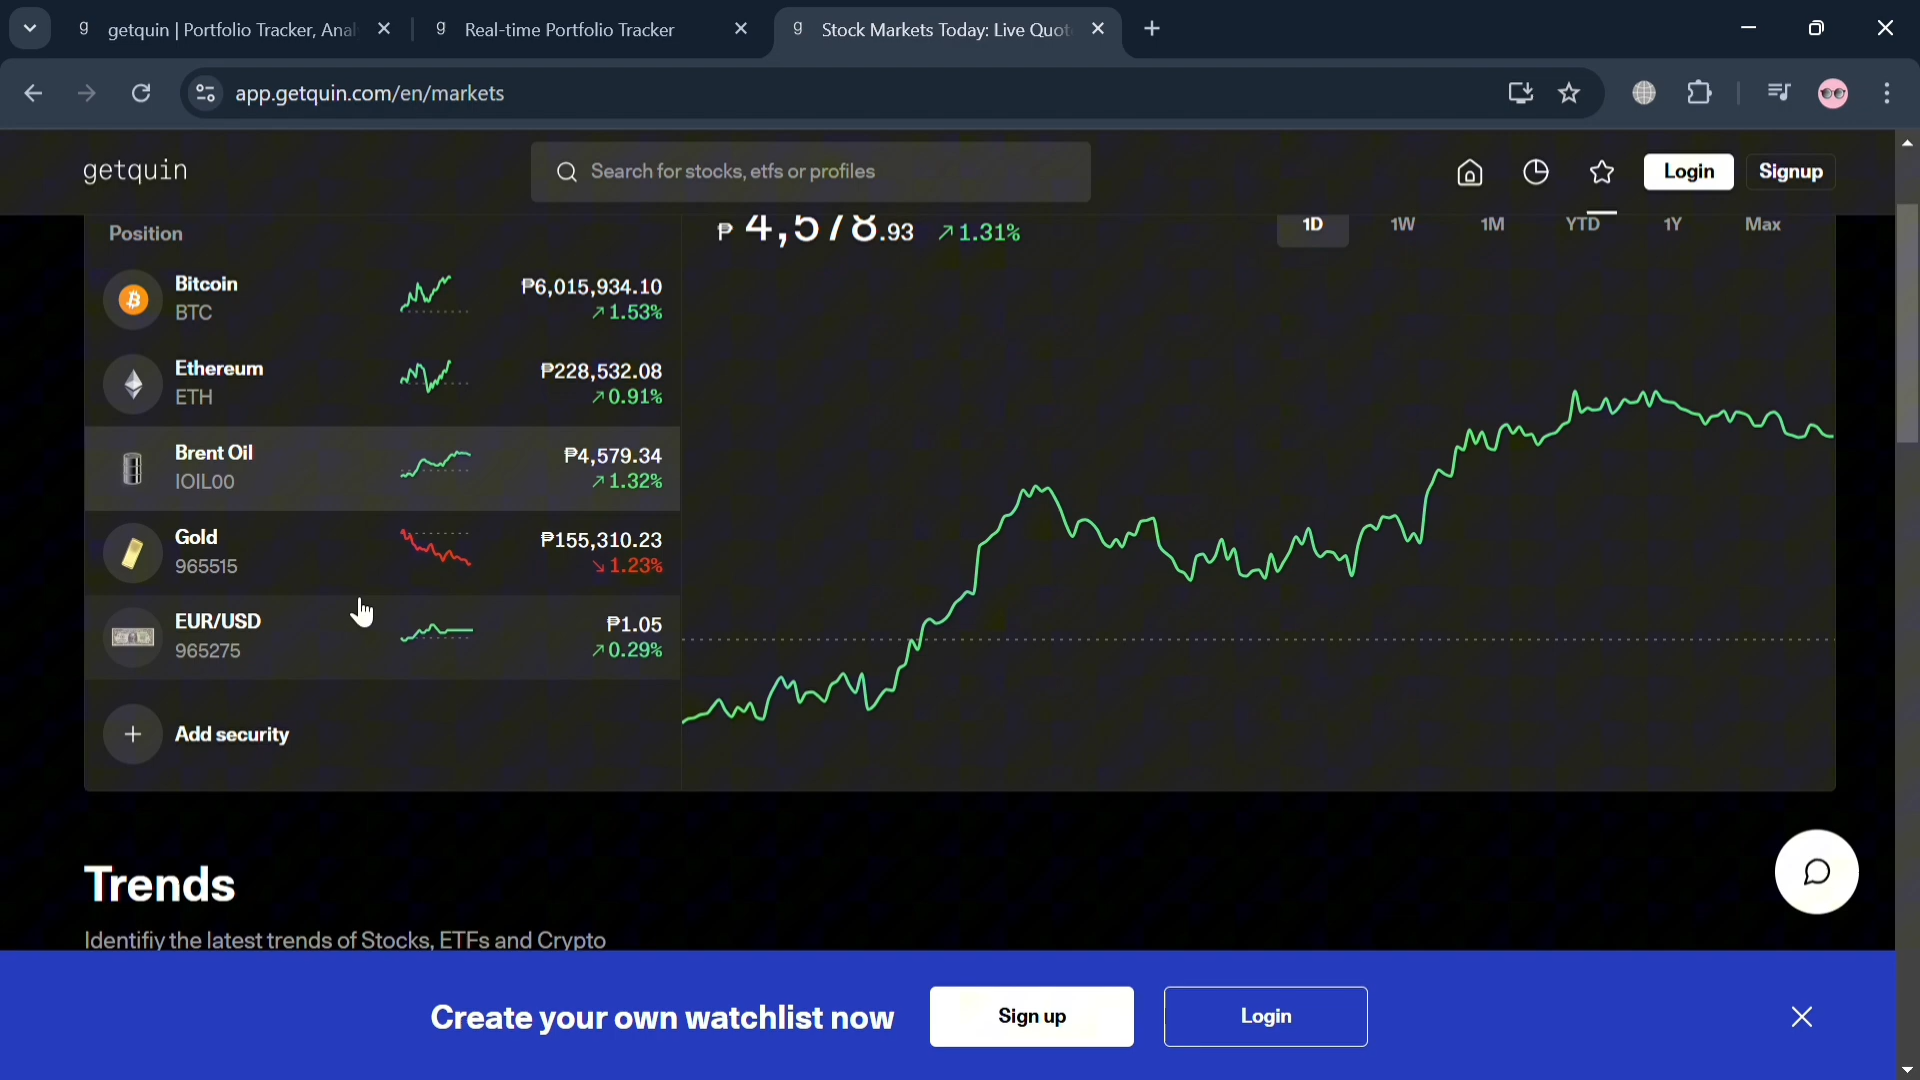 getquin | Portfolio Tracker, Anal
Real-time Portfolio Tracker
Stock Markets Today: Live Quot
app.getquin.com/en/markets
getquin
Search for stocks, etfs or profiles
Login
Signup
Position
₱ 4,578.93 ↗ 1.31%
1D
1W
1M
YTD
1Y
Max
Bitcoin
BTC
₱6,015,934.10
↗ 1.53%
Ethereum
ETH
₱228,532.08
↗ 0.91%
Brent Oil
IOIL00
₱4,579.34
↗ 1.32%
Gold
965515
₱155,310.23
↘ 1.23%
EUR/USD
965275
₱1.05
↗ 0.29%
Add security
Trends
Identifiy the latest trends of Stocks, ETFs and Crypto
Create your own watchlist now
Sign up
Login